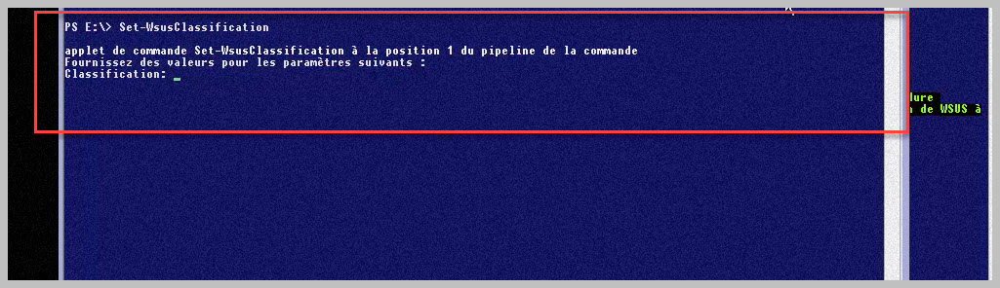 PS E:\> Set-WsusClassification
applet de commande Set-WsusClassification à la position 1 du pipeline de la commande
Fournissez des valeurs pour les paramètres suivants :
Classification:
de WSUS à